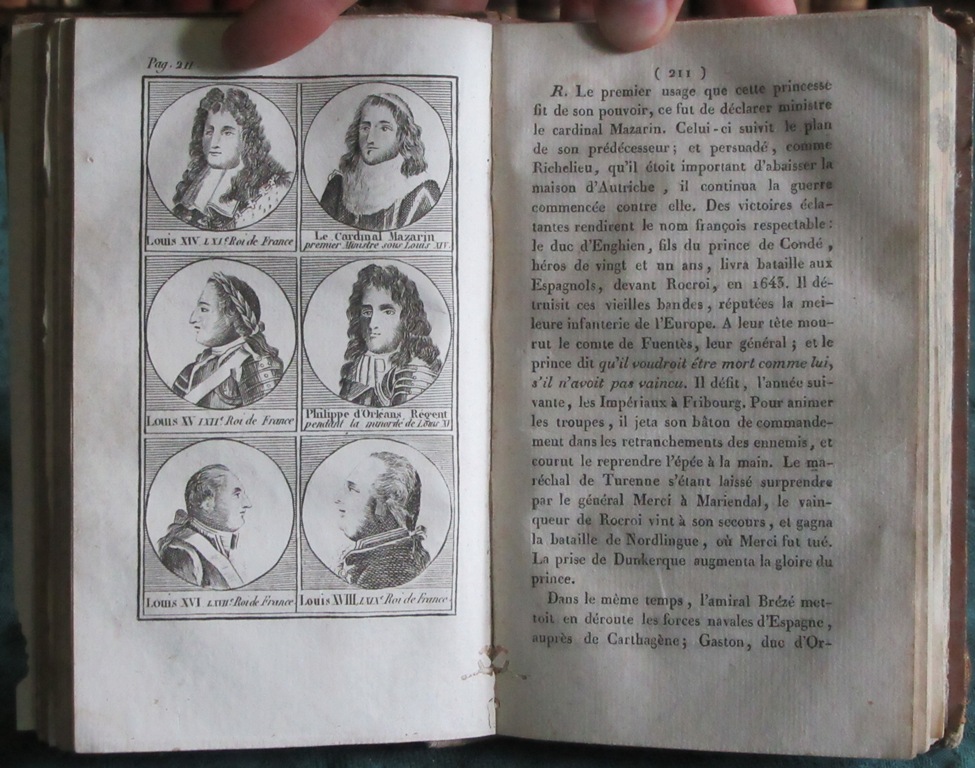 Pag. 211
Louis XIV LXI.e Roi de France
Le Cardinal Mazarin
premier Ministre sous Louis XIV.
Louis XV LXII.e Roi de France
Philippe d'Orléans, Régent
pendant la minorité de Louis XV
Louis XVI LXIII.e Roi de France
Louis XVIII. Roi de France
( 211 )
R. Le premier usage que cette princesse
fit de son pouvoir, ce fut de déclarer ministre
le cardinal Mazarin. Celui-ci suivit le plan
de son prédécesseur; et persuadé, comme
Richelieu, qu'il étoit important d'abaisser la
maison d'Autriche, il continua la guerre
commencée contre elle. Des victoires écla-
tantes rendirent le nom françois respectable:
le duc d'Enghien, fils du prince de Condé,
héros de vingt et un ans, livra bataille aux
Espagnols, devant Rocroi, en 1643. Il dé-
truisit ces vieilles bandes, réputées la meil-
leure infanterie de l'Europe. A leur tête mou-
rut le comte de Fuentès, leur général; et le
prince dit qu'il voudroit être mort comme lui,
s'il n'avoit pas vaincu. Il défit, l'année sui-
vante, les Impériaux à Fribourg. Pour animer
les troupes, il jeta son bâton de commande-
ment dans les retranchements des ennemis, et
courut le reprendre l'épée à la main. Le ma-
réchal de Turenne s'étant laissé surprendre
par le général Merci à Mariendal, le vain-
queur de Rocroi vint à son secours, et gagna
la bataille de Nordlingue, où Merci fut tué.
La prise de Dunkerque augmenta la gloire du
prince.
Dans le même temps, l'amiral Brézé met-
toit en déroute les forces navales d'Espagne,
auprès de Carthagène; Gaston, duc d'Or-